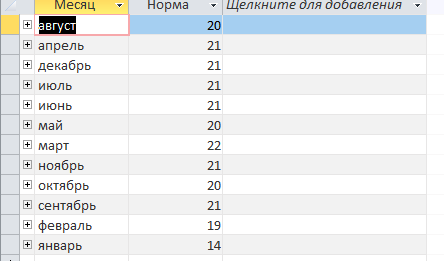 Месяц Норма Щелкните для добавления
август 20
апрель 21
декабрь 21
июль 21
июнь 21
май 20
март 22
ноябрь 21
октябрь 20
сентябрь 21
февраль 19
январь 14